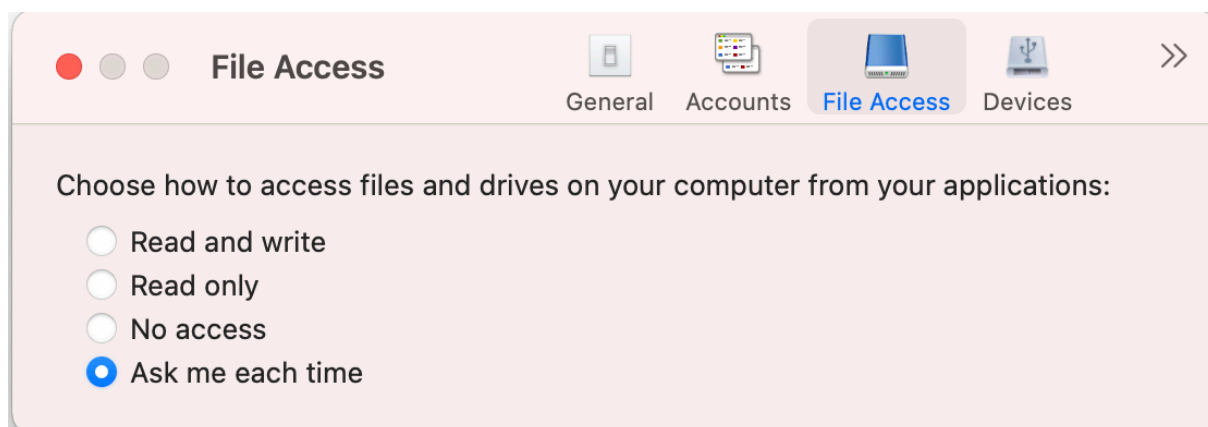 File Access
General
Accounts
File Access
Devices
Choose how to access files and drives on your computer from your applications:
Read and write
Read only
No access
Ask me each time